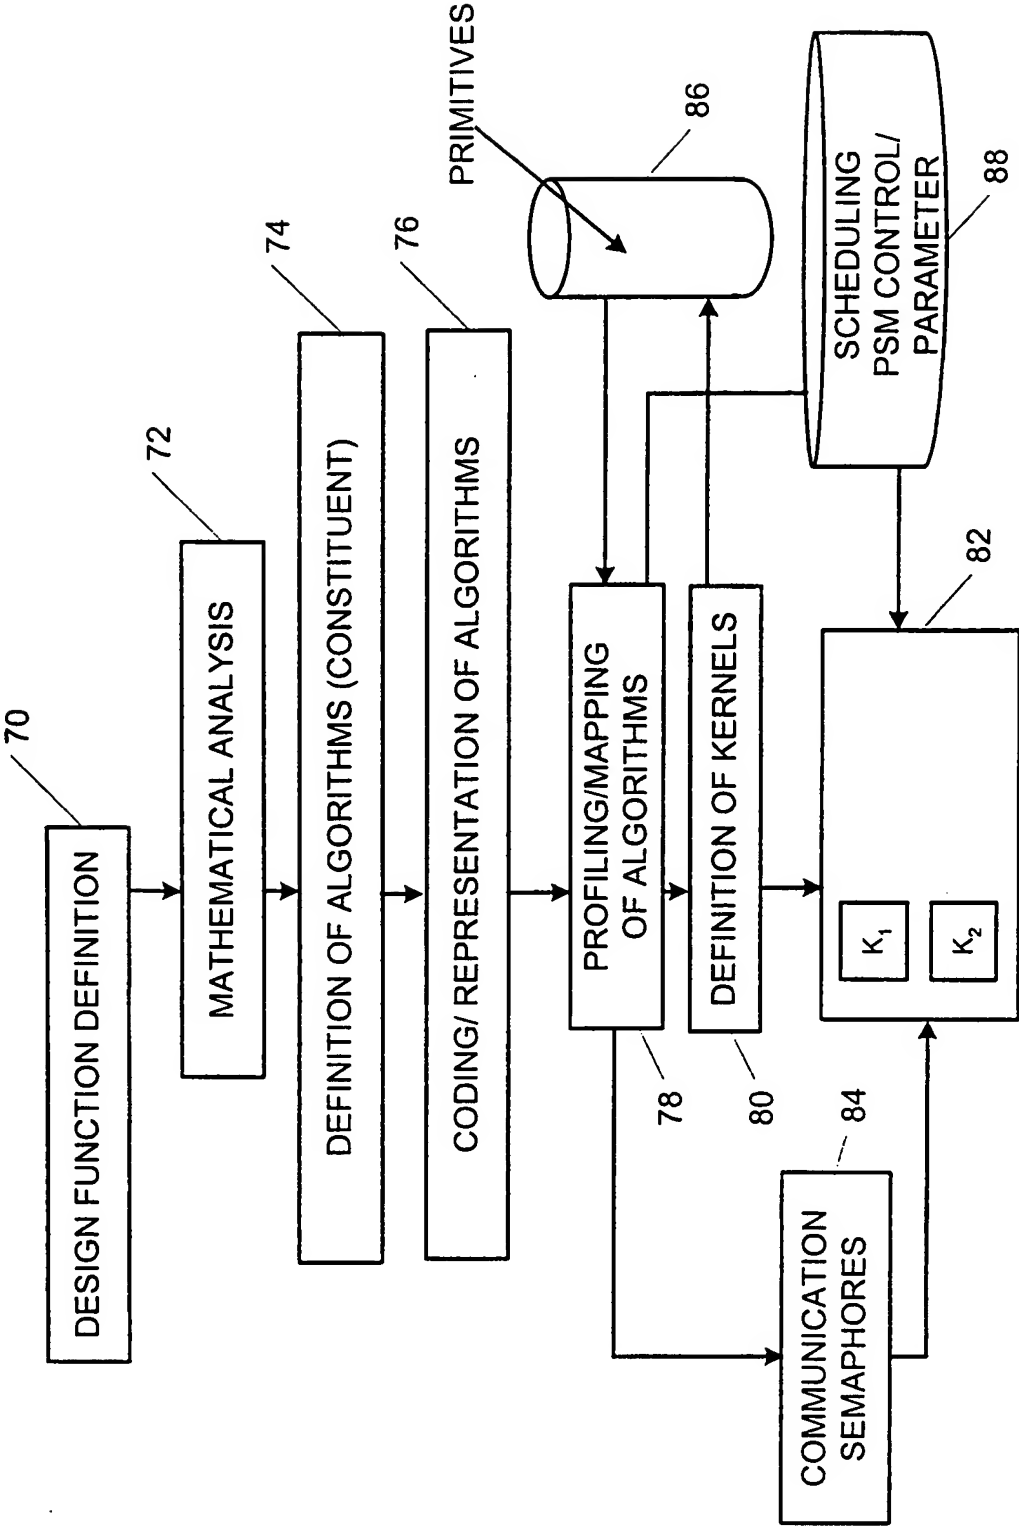 70
DESIGN FUNCTION DEFINITION
72
MATHEMATICAL ANALYSIS
74
DEFINITION OF ALGORITHMS (CONSTITUENT)
76
CODING/ REPRESENTATION OF ALGORITHMS
PRIMITIVES
86
PROFILING/MAPPING
OF ALGORITHMS
78
DEFINITION OF KERNELS
80
SCHEDULING
PSM CONTROL/
PARAMETER
88
COMMUNICATION
SEMAPHORES
84
K1
K2
82